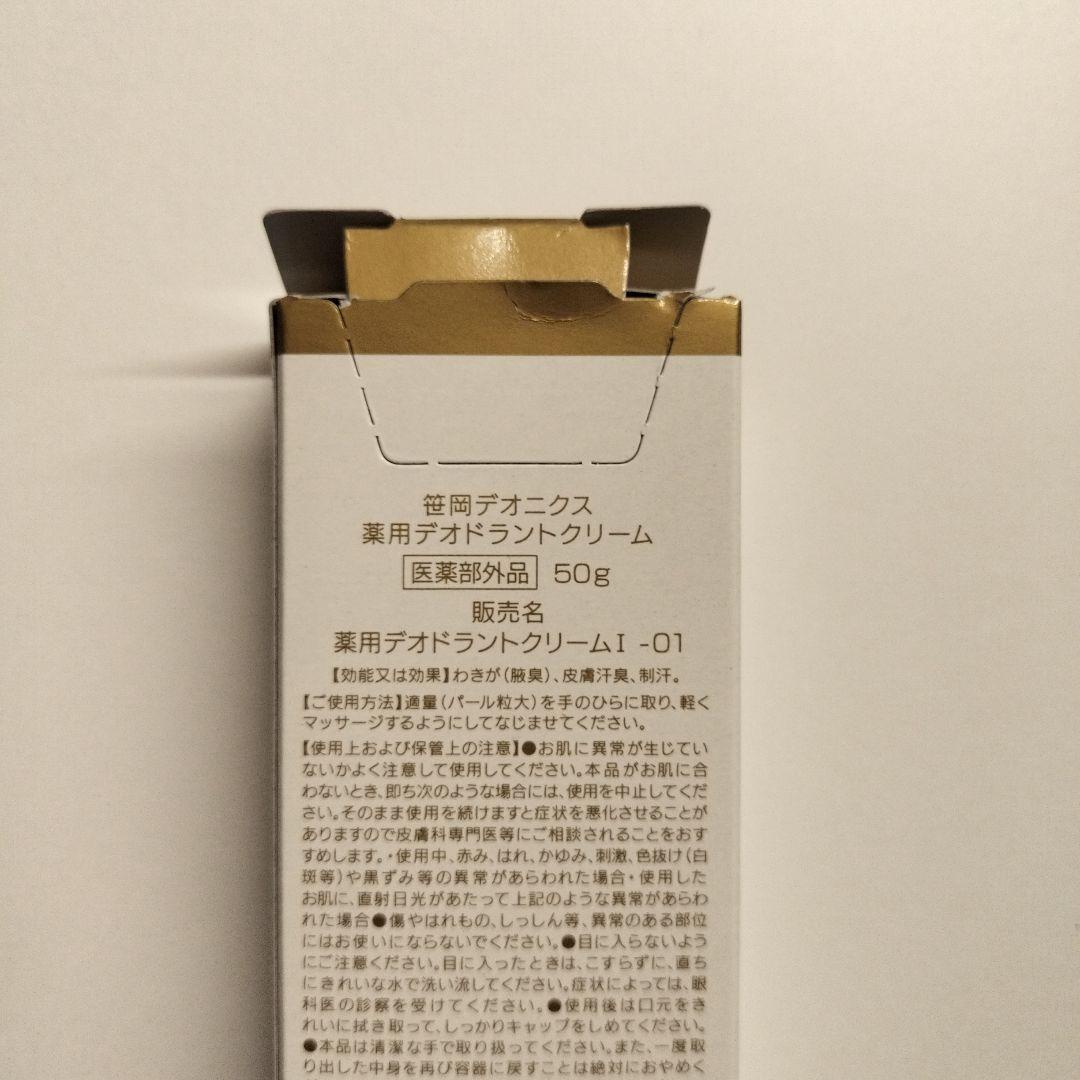 笹岡デオニクス
薬用デオドラントクリーム
医薬部外品 50g
販売名
薬用デオドラントクリームⅠ-01
【効能又は効果】わきが(腋臭)、皮膚汗臭、制汗。
【ご使用方法】適量(パール粒大)を手のひらに取り、軽く
マッサージするようにしてなじませてください。
【使用上および保管上の注意】●お肌に異常が生じてい
ないかよく注意して使用してください。本品がお肌に合
わないとき、即ち次のような場合には、使用を中止してくだ
さい。そのまま使用を続けますと症状を悪化させることが
ありますので皮膚科専門医等にご相談されることをおす
すめします。・使用中、赤み、はれ、かゆみ、刺激、色抜け(白
斑等)や黒ずみ等の異常があらわれた場合・使用した
お肌に、直射日光があたって上記のような異常があらわ
れた場合●傷やはれもの、しっしん等、異常のある部位
にはお使いにならないでください。●目に入らないよう
にご注意ください。目に入ったときは、こすらずに、直ち
にきれいな水で洗い流してください。症状によっては、眼
科医の診察を受けてください。●使用後は口元をき
れいに拭き取って、しっかりキャップをしめてください。
●本品は清潔な手で取り扱ってください。また、一度取
り出した中身を再び容器に戻すことは絶対におやめく